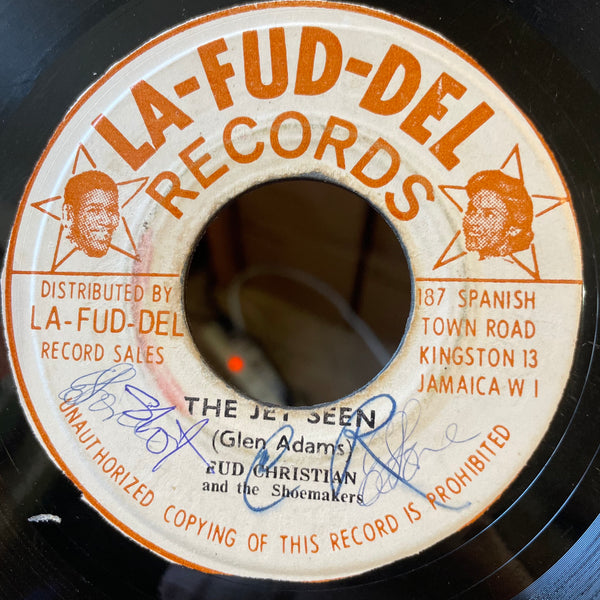 LA-FUD-DEL
RECORDS
DISTRIBUTED BY
LA-FUD-DEL
RECORD SALES
187 SPANISH
TOWN ROAD
KINGSTON 13
JAMAICA W I
THE JET SEEN
(Glen Adams)
FUD CHRISTIAN
and the Shoemakers
C R
UNAUTHORIZED COPYING OF THIS RECORD IS PROHIBITED